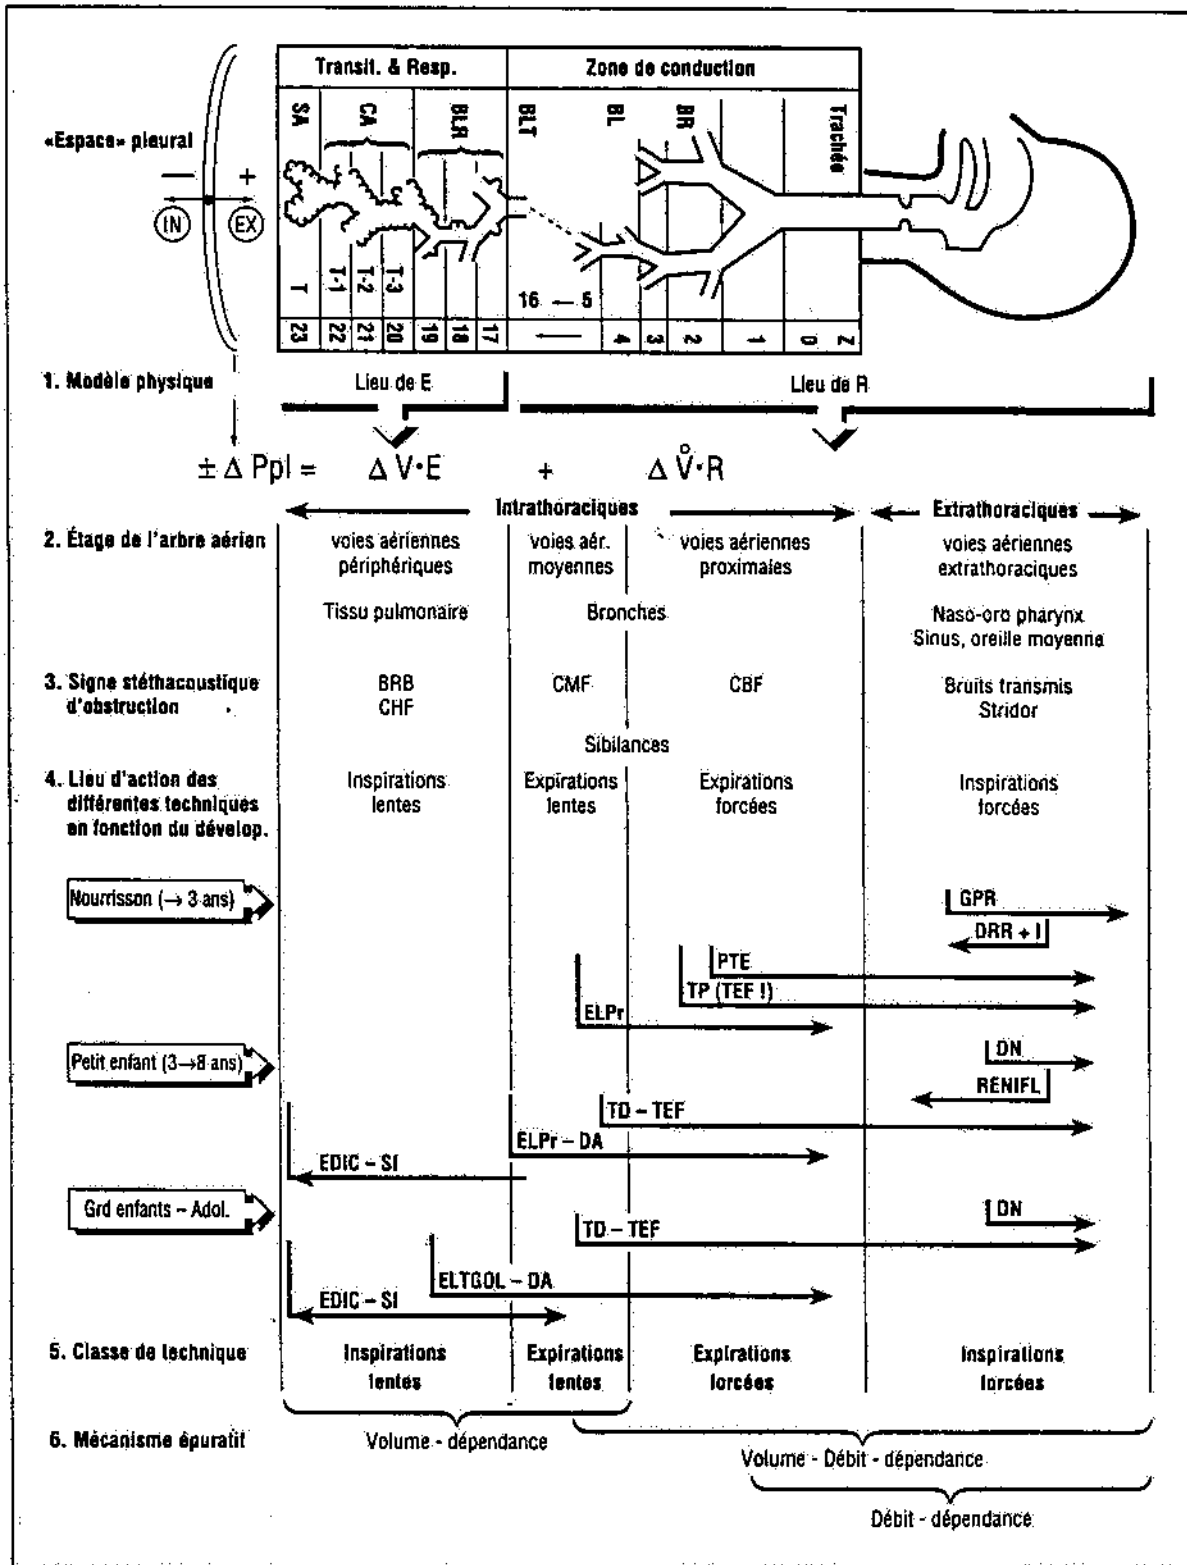 Transit. & Resp.
Zone de conduction
SA
CA
BLR
BLT
BL
BR
Trachée
«Espace» pleural
− +
IN EX
T
T-1
T-2
T-3
16 ← 5
23 22 21 20 19 18 17 ← 4 3 2 1 0 Z
1. Modèle physique
Lieu de E
Lieu de R
± Δ Ppl = Δ V·E + Δ V̊·R
Intrathoraciques
Extrathoraciques
2. Étage de l'arbre aérien
voies aériennes
périphériques
voies aér.
moyennes
voies aériennes
proximales
voies aériennes
extrathoraciques
Tissu pulmonaire
Bronches
Naso-oro pharynx
Sinus, oreille moyenne
3. Signe stéthacoustique
d'obstruction
BRB
CHF
CMF
CBF
Bruits transmis
Stridor
Sibilances
4. Lieu d'action des
différentes techniques
en fonction du dévelop.
Inspirations
lentes
Expirations
lentes
Expirations
forcées
Inspirations
forcées
Nourrisson (→ 3 ans)
GPR
DRR + I
PTE
TP (TEF !)
ELPr
Petit enfant (3→8 ans)
DN
RENIFL
TD – TEF
ELPr – DA
EDIC – SI
Grd enfants – Adol.
DN
TD – TEF
ELTGOL – DA
EDIC – SI
5. Classe de technique
Inspirations
lentes
Expirations
lentes
Expirations
forcées
Inspirations
forcées
6. Mécanisme épuratif
Volume - dépendance
Volume - Débit - dépendance
Débit - dépendance